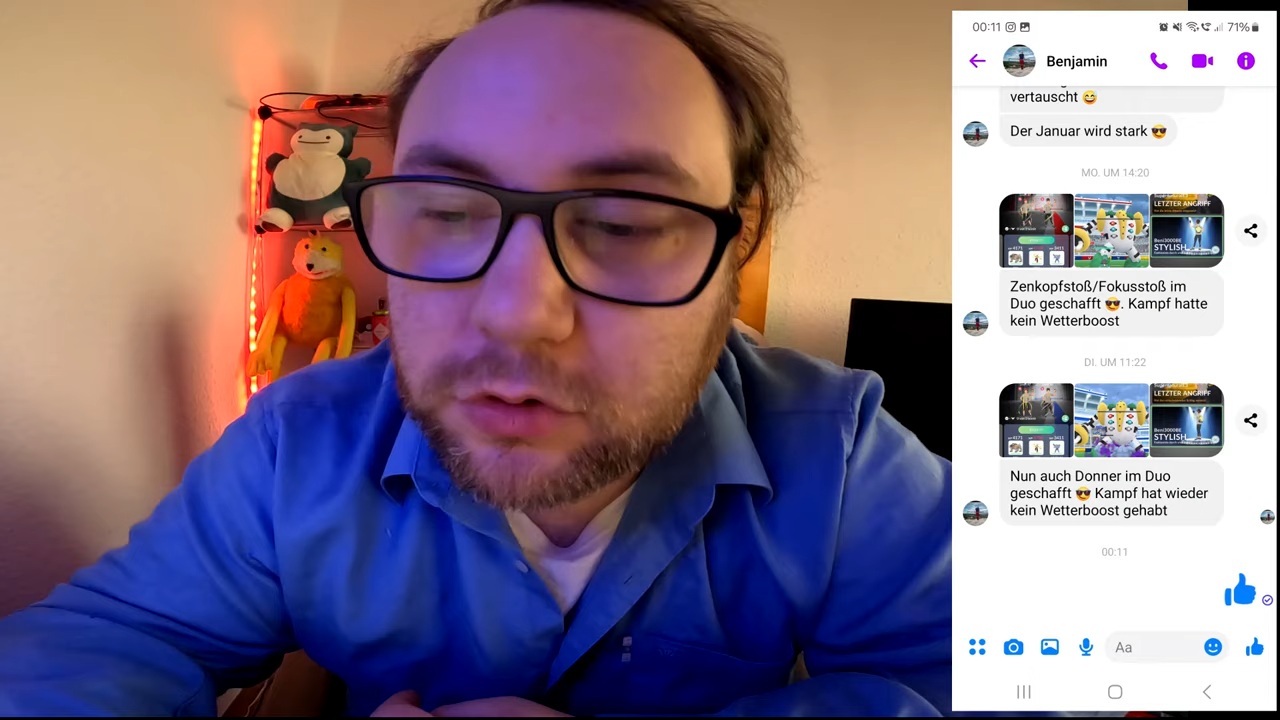 00:11
71%
Benjamin
vertauscht 😅
Der Januar wird stark 😎
MO. UM 14:20
LETZTER ANGRIFF
STYLISH
Zenkopfstoß/Fokusstoß im
Duo geschafft 😎. Kampf hatte
kein Wetterboost
DI. UM 11:22
LETZTER ANGRIFF
STYLISH
Nun auch Donner im Duo
geschafft 😎 Kampf hat wieder
kein Wetterboost gehabt
00:11
Aa